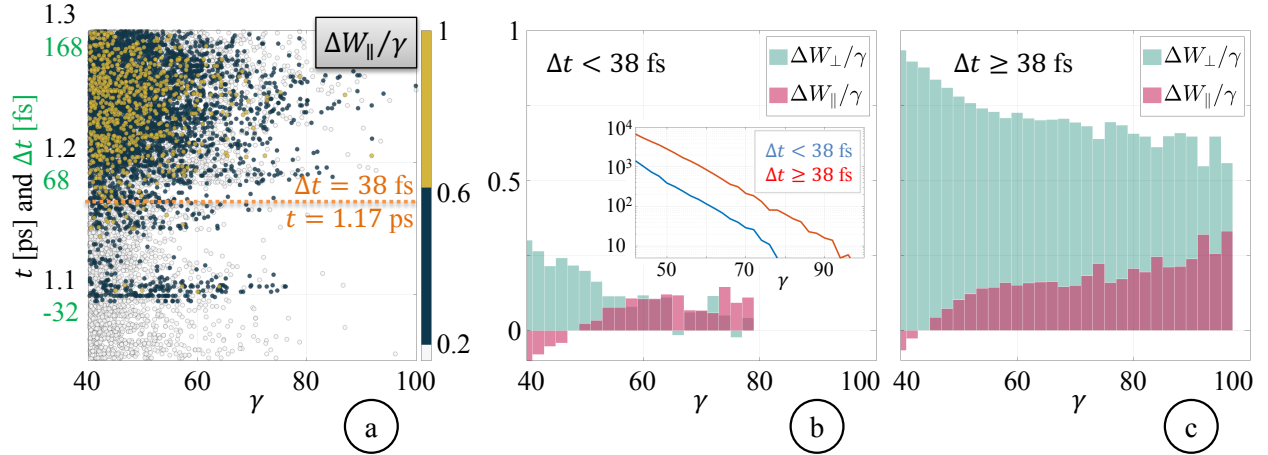 1.3
168
1.2
68
1.1
-32
t [ps] and Δt [fs]
ΔW∥/γ
1
0.6
0.2
Δt = 38 fs
t = 1.17 ps
40 60 80 100
γ
a
1
0.5
0
Δt < 38 fs
ΔW⊥/γ
ΔW∥/γ
10⁴
10³
10²
10
Δt < 38 fs
Δt ≥ 38 fs
50 70 90
γ
40 60 80 100
γ
b
Δt ≥ 38 fs
ΔW⊥/γ
ΔW∥/γ
40 60 80 100
γ
c